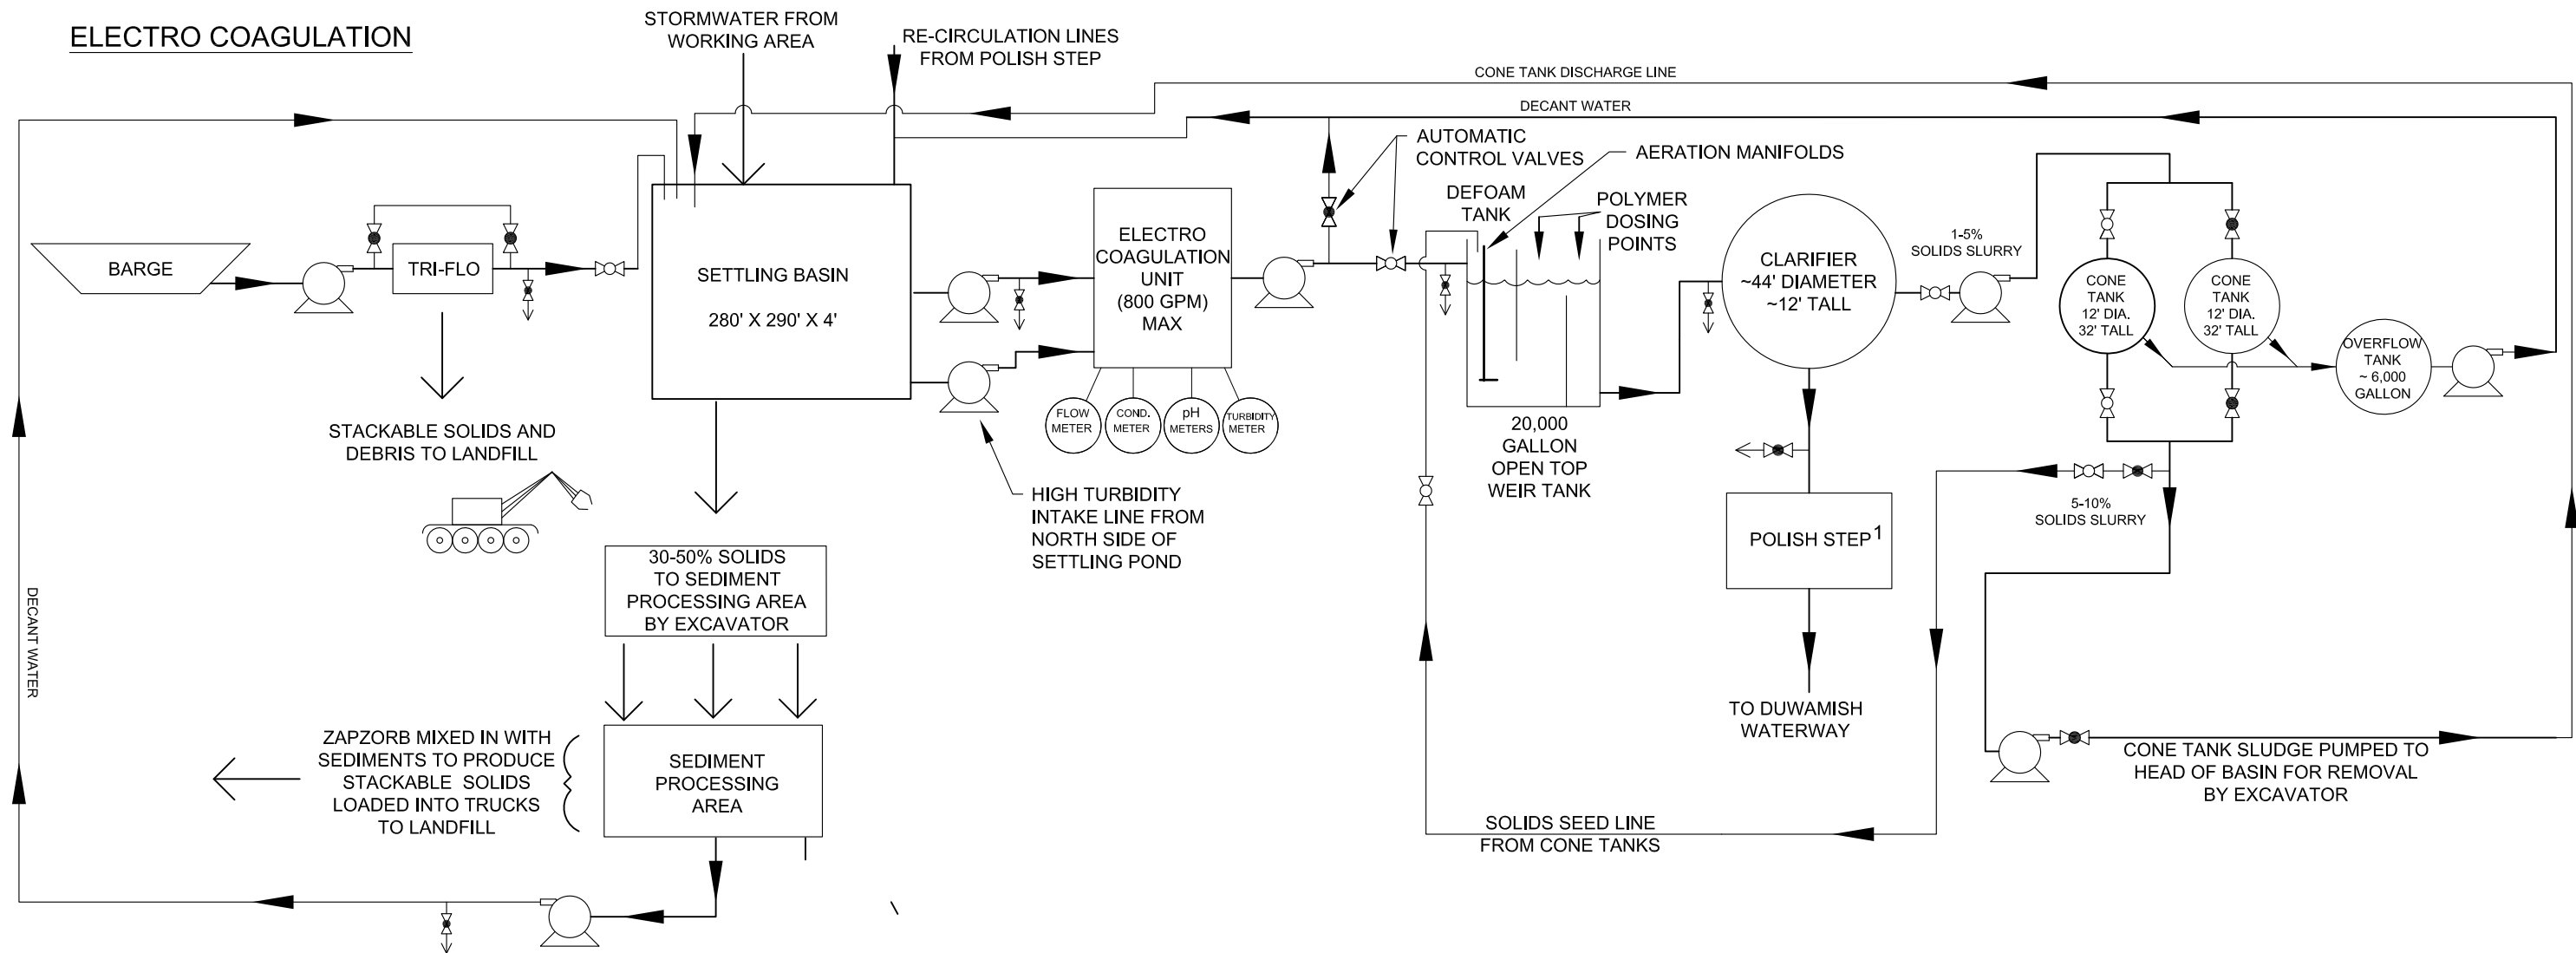 ELECTRO COAGULATION
STORMWATER FROM
WORKING AREA
RE-CIRCULATION LINES
FROM POLISH STEP
CONE TANK DISCHARGE LINE
DECANT WATER
AUTOMATIC
CONTROL VALVES
AERATION MANIFOLDS
DEFOAM
TANK
POLYMER
DOSING
POINTS
BARGE
TRI-FLO
SETTLING BASIN
280' X 290' X 4'
ELECTRO
COAGULATION
UNIT
(800 GPM)
MAX
FLOW
METER
COND.
METER
pH
METERS
TURBIDITY
METER
CLARIFIER
~44' DIAMETER
~12' TALL
1-5%
SOLIDS SLURRY
CONE
TANK
12' DIA.
32' TALL
CONE
TANK
12' DIA.
32' TALL
OVERFLOW
TANK
~ 6,000
GALLON
STACKABLE SOLIDS AND
DEBRIS TO LANDFILL
20,000
GALLON
OPEN TOP
WEIR TANK
HIGH TURBIDITY
INTAKE LINE FROM
NORTH SIDE OF
SETTLING POND
POLISH STEP1
5-10%
SOLIDS SLURRY
30-50% SOLIDS
TO SEDIMENT
PROCESSING AREA
BY EXCAVATOR
DECANT WATER
TO DUWAMISH
WATERWAY
ZAPZORB MIXED IN WITH
SEDIMENTS TO PRODUCE
STACKABLE SOLIDS
LOADED INTO TRUCKS
TO LANDFILL
SEDIMENT
PROCESSING
AREA
CONE TANK SLUDGE PUMPED TO
HEAD OF BASIN FOR REMOVAL
BY EXCAVATOR
SOLIDS SEED LINE
FROM CONE TANKS